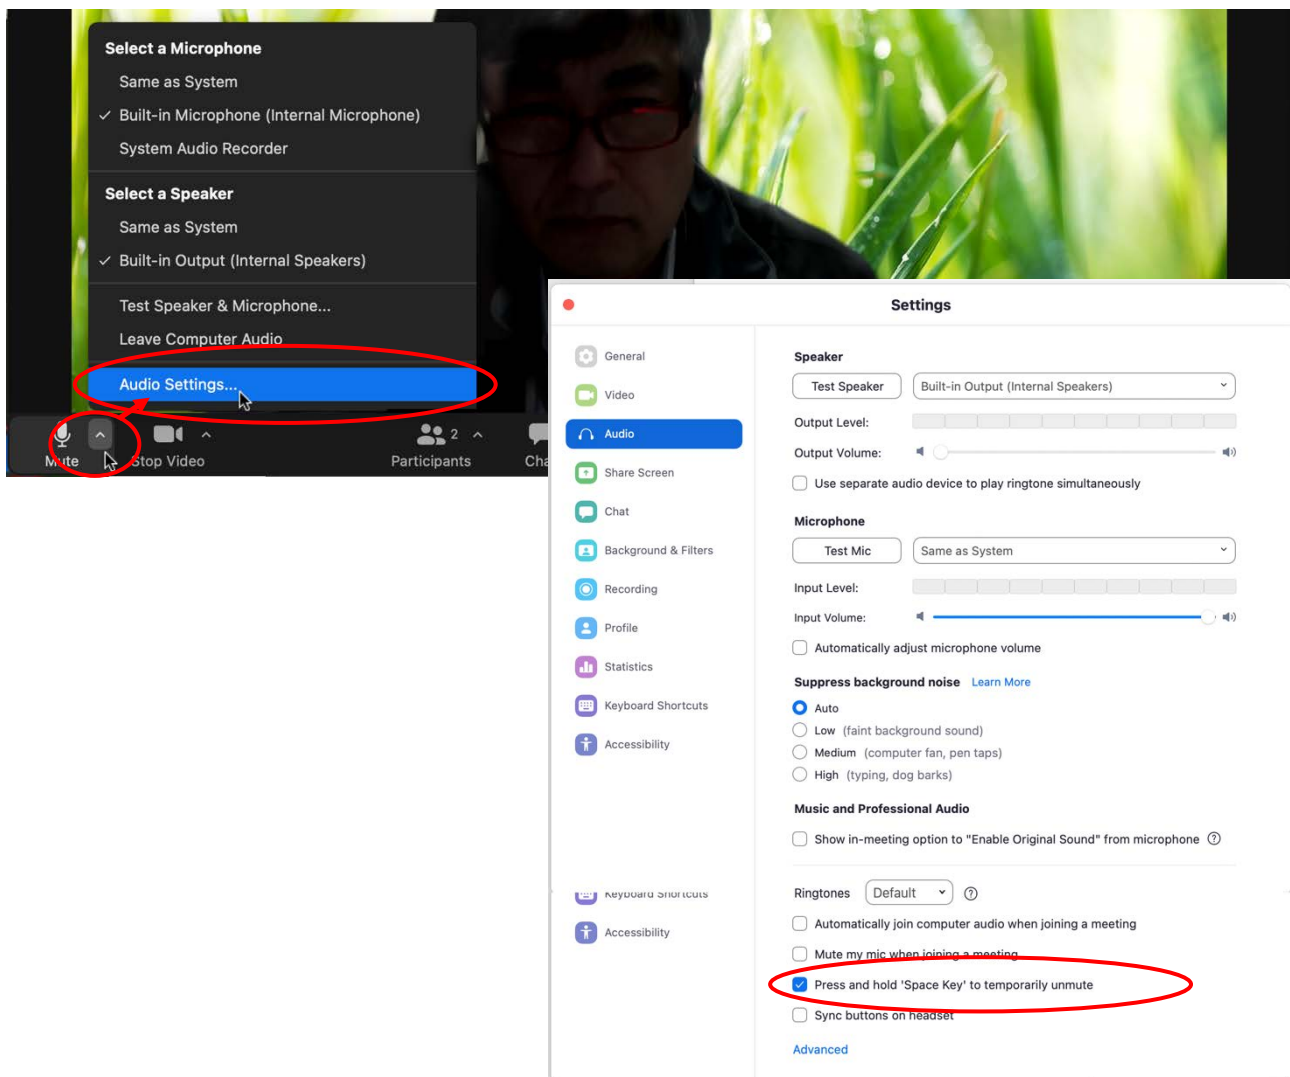 Select a Microphone
Same as System
✓ Built-in Microphone (Internal Microphone)
System Audio Recorder
Select a Speaker
Same as System
✓ Built-in Output (Internal Speakers)
Test Speaker & Microphone...
Leave Computer Audio
Audio Settings...
Mute
Stop Video
2
Participants
Cha
Settings
General
Video
Audio
Share Screen
Chat
Background & Filters
Recording
Profile
Statistics
Keyboard Shortcuts
Accessibility
Keyboard Shortcuts
Accessibility
Speaker
Test Speaker Built-in Output (Internal Speakers)
Output Level:
Output Volume:
Use separate audio device to play ringtone simultaneously
Microphone
Test Mic Same as System
Input Level:
Input Volume:
Automatically adjust microphone volume
Suppress background noise Learn More
Auto
Low (faint background sound)
Medium (computer fan, pen taps)
High (typing, dog barks)
Music and Professional Audio
Show in-meeting option to "Enable Original Sound" from microphone ?
Ringtones Default ?
Automatically join computer audio when joining a meeting
Mute my mic when joining a meeting
Press and hold 'Space Key' to temporarily unmute
Sync buttons on headset
Advanced